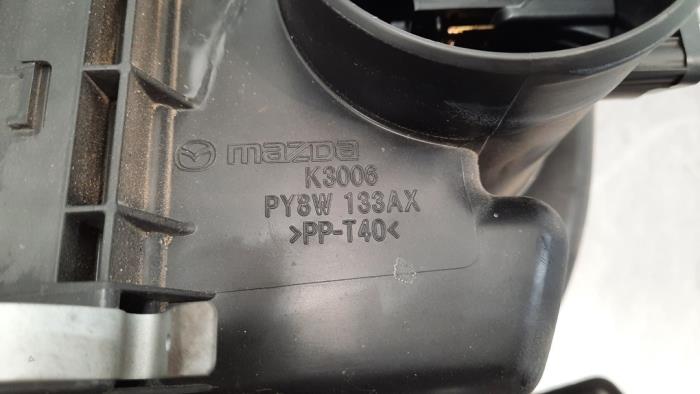 mazda
K3006
PY8W 133AX
>PP-T40<